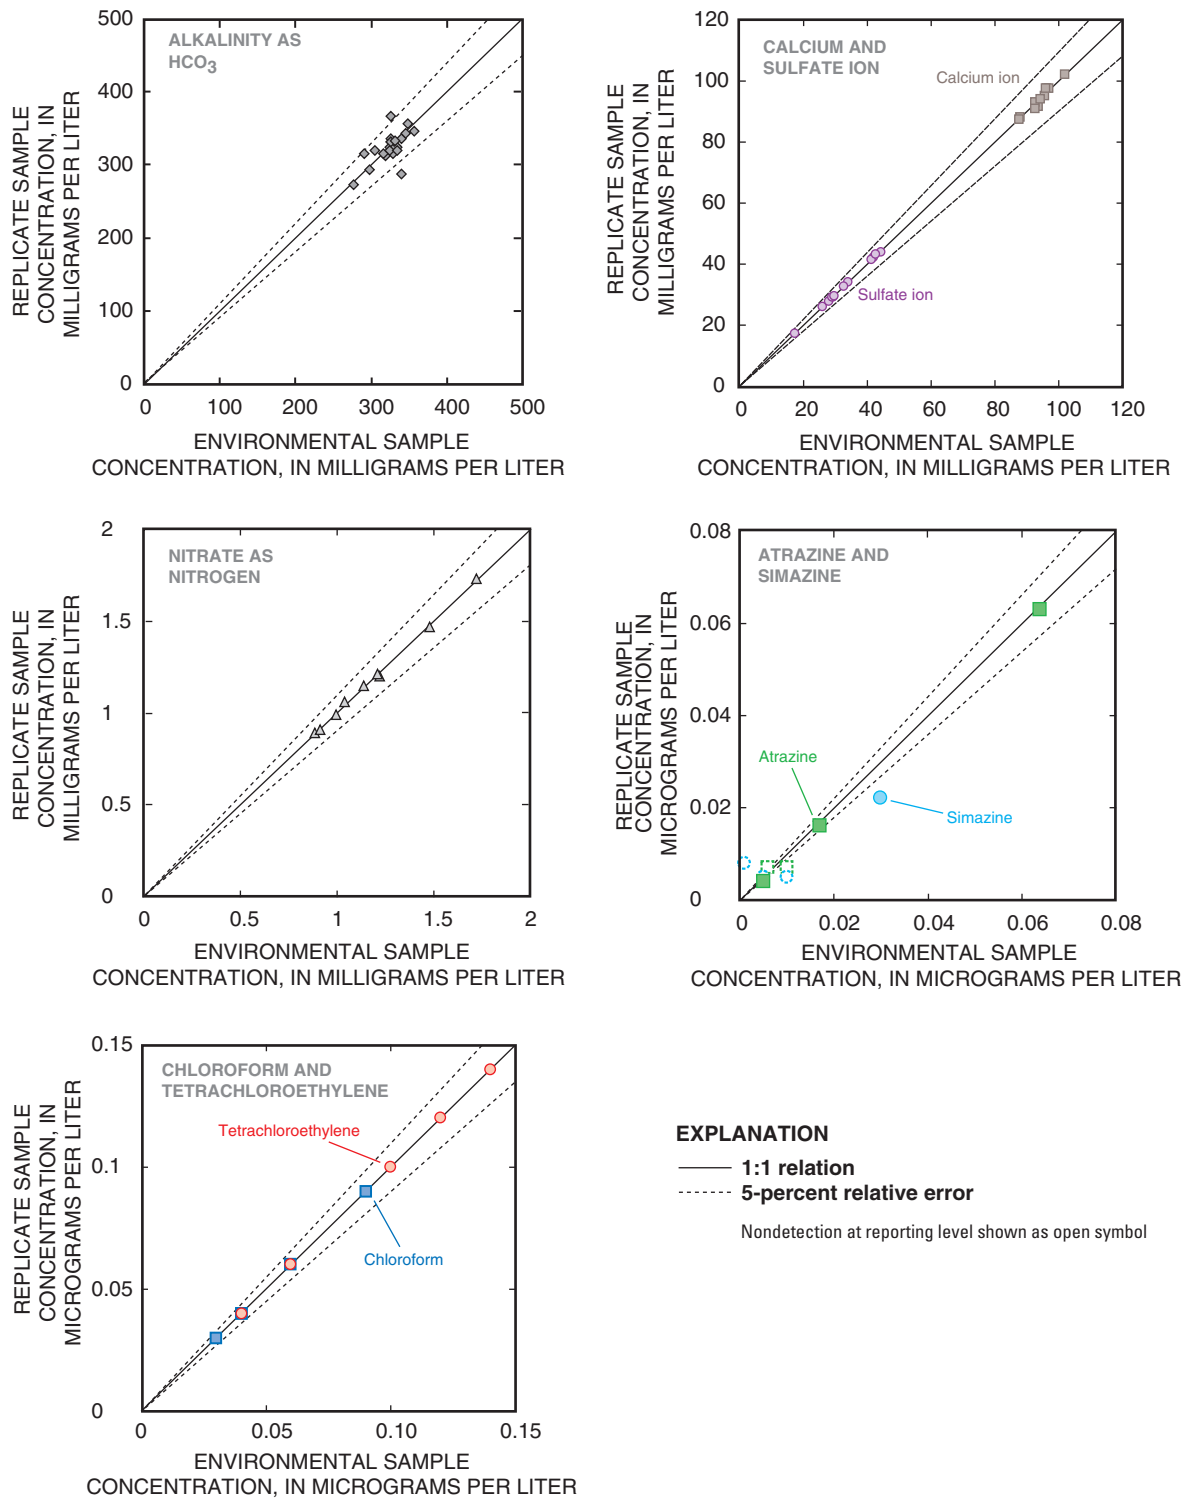 ALKALINITY AS
HCO3
REPLICATE SAMPLE
CONCENTRATION, IN
MILLIGRAMS PER LITER
500
400
300
200
100
0
0 100 200 300 400 500
ENVIRONMENTAL SAMPLE
CONCENTRATION, IN MILLIGRAMS PER LITER
CALCIUM AND
SULFATE ION
Calcium ion
Sulfate ion
REPLICATE SAMPLE
CONCENTRATION, IN
MILLIGRAMS PER LITER
120
100
80
60
40
20
0
0 20 40 60 80 100 120
ENVIRONMENTAL SAMPLE
CONCENTRATION, IN MILLIGRAMS PER LITER
NITRATE AS
NITROGEN
REPLICATE SAMPLE
CONCENTRATION, IN
MILLIGRAMS PER LITER
2
1.5
1
0.5
0
0 0.5 1 1.5 2
ENVIRONMENTAL SAMPLE
CONCENTRATION, IN MILLIGRAMS PER LITER
ATRAZINE AND
SIMAZINE
Atrazine
Simazine
REPLICATE SAMPLE
CONCENTRATION, IN
MICROGRAMS PER LITER
0.08
0.06
0.04
0.02
0
0 0.02 0.04 0.06 0.08
ENVIRONMENTAL SAMPLE
CONCENTRATION, IN MICROGRAMS PER LITER
CHLOROFORM AND
TETRACHLOROETHYLENE
Tetrachloroethylene
Chloroform
REPLICATE SAMPLE
CONCENTRATION, IN
MICROGRAMS PER LITER
0.15
0.1
0.05
0
0 0.05 0.10 0.15
ENVIRONMENTAL SAMPLE
CONCENTRATION, IN MICROGRAMS PER LITER
EXPLANATION
1:1 relation
5-percent relative error
Nondetection at reporting level shown as open symbol